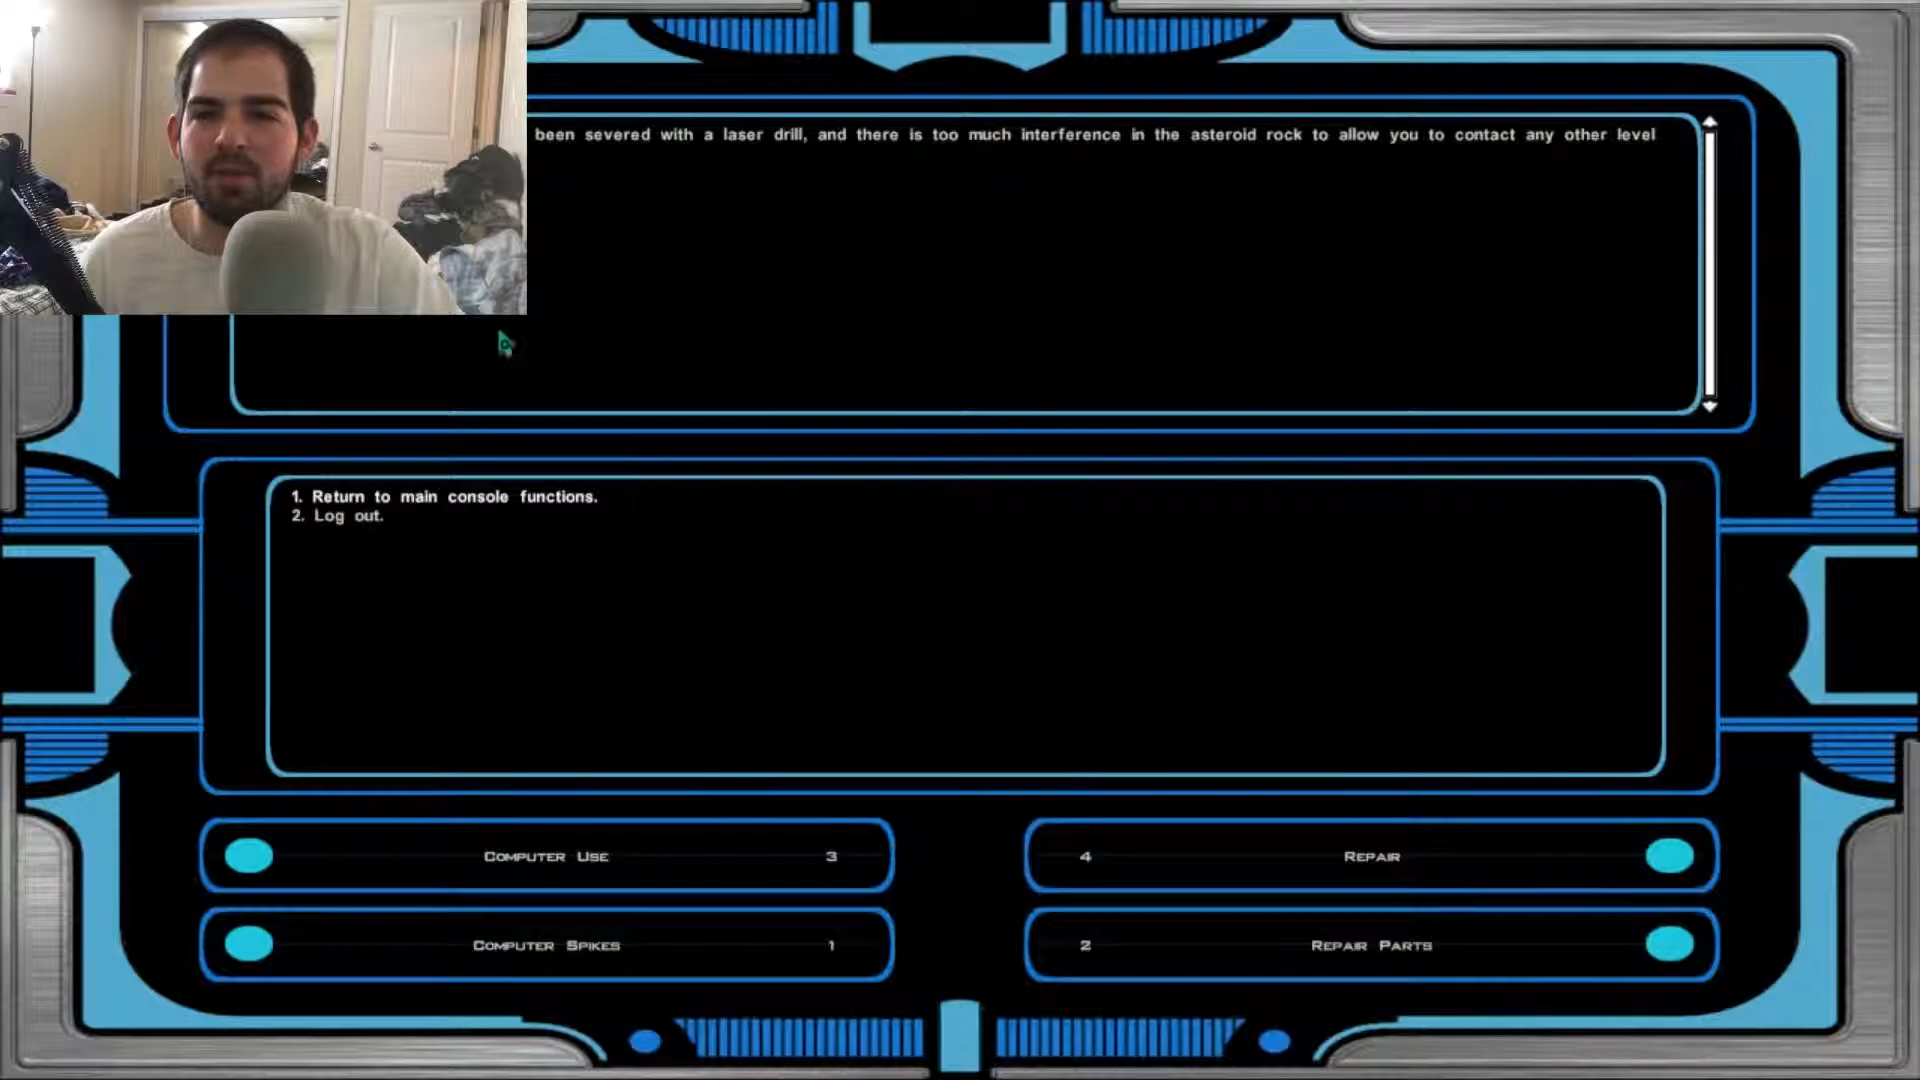 been severed with a laser drill, and there is too much interference in the asteroid rock to allow you to contact any other level
1. Return to main console functions.
2. Log out.
Computer Use 3
4 Repair
Computer Spikes 1
2 Repair Parts